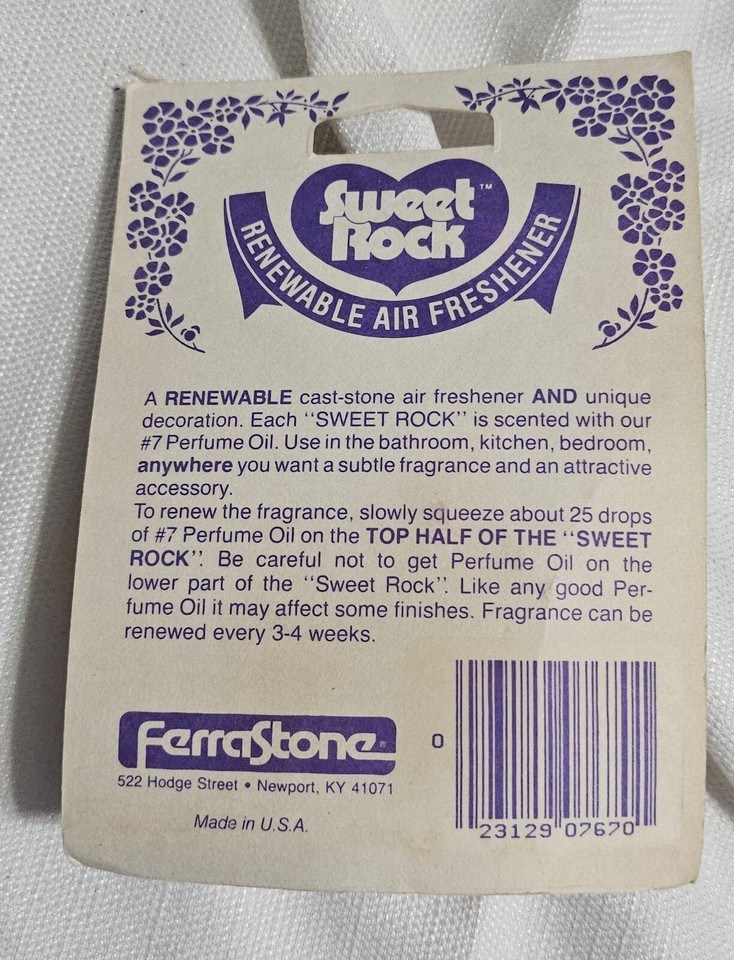 Sweet™
Rock
RENEWABLE AIR FRESHENER
A RENEWABLE cast-stone air freshener AND unique
decoration. Each ‘‘SWEET ROCK’’ is scented with our
#7 Perfume Oil. Use in the bathroom, kitchen, bedroom,
anywhere you want a subtle fragrance and an attractive
accessory.
To renew the fragrance, slowly squeeze about 25 drops
of #7 Perfume Oil on the TOP HALF OF THE ‘‘SWEET
ROCK’’. Be careful not to get Perfume Oil on the
lower part of the ‘‘Sweet Rock’’. Like any good Per-
fume Oil it may affect some finishes. Fragrance can be
renewed every 3-4 weeks.
FerraStone®
522 Hodge Street • Newport, KY 41071
Made in U.S.A.
0 23129 07670